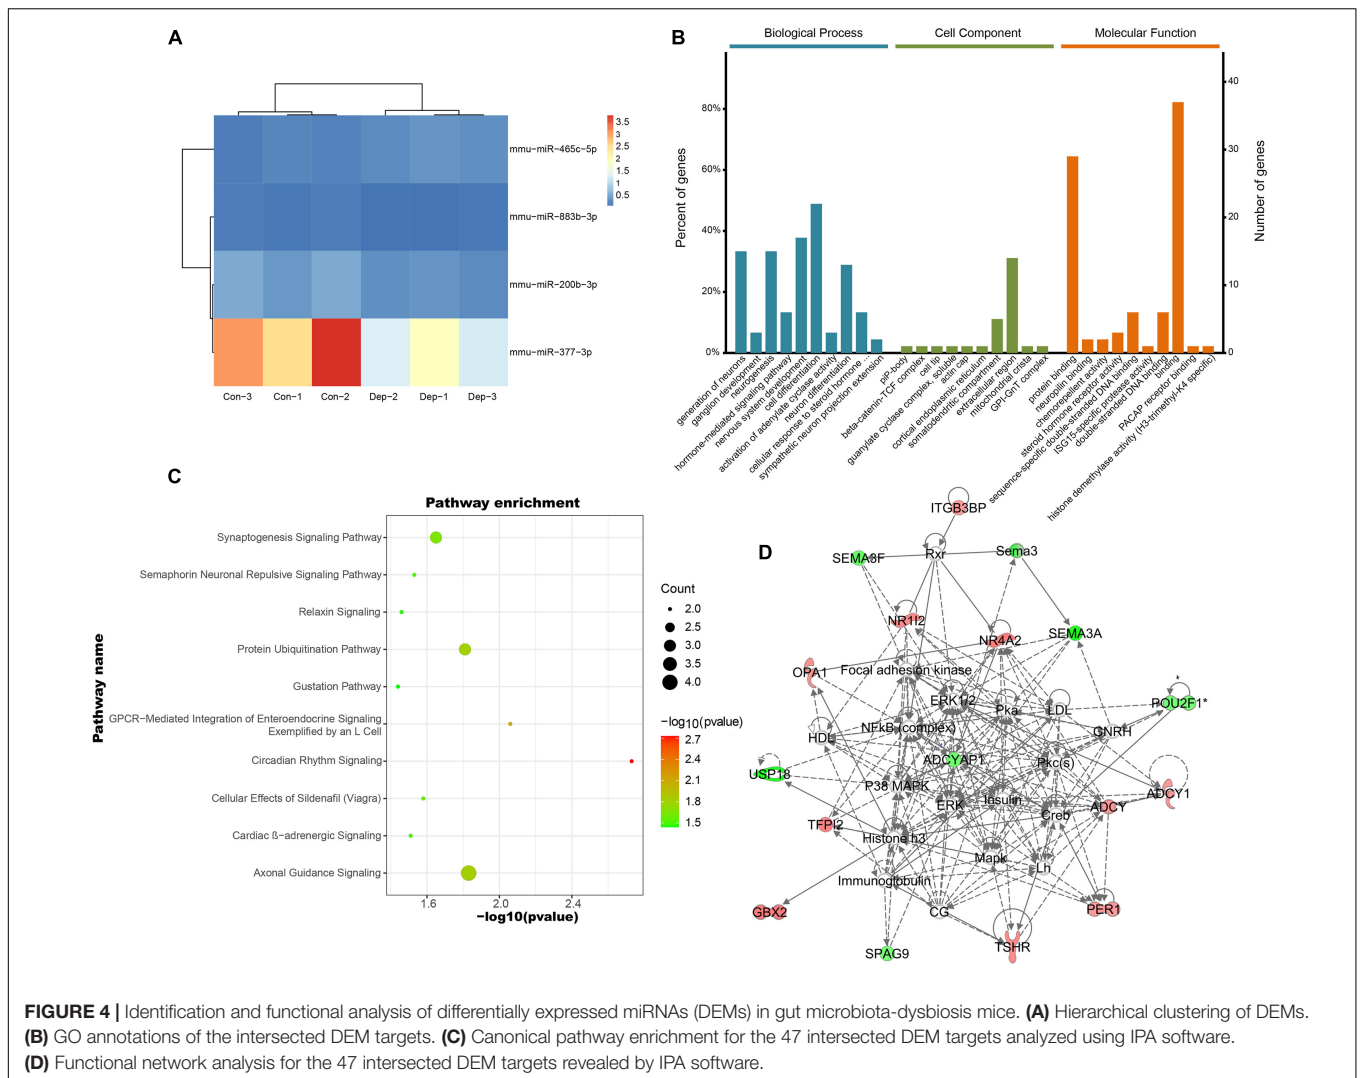 A
3.5
2.5
2
1.5
1
0.5
mmu-miR-465c-5p
mmu-miR-883b-3p
mmu-miR-200b-3p
mmu-miR-377-3p
Con-3 Con-1 Con-2 Dep-2 Dep-1 Dep-3
B
Biological Process Cell Component Molecular Function
Percent of genes
80%
60%
40%
20%
0%
Number of genes
40
30
20
10
0
generation of neurons
ganglion development
neurogenesis
hormone-mediated signaling pathway
nervous system development
cell differentiation
activation of adenylate cyclase activity
neuron differentiation
cellular response to steroid hormone ...
sympathetic neuron projection extension
piP-body
beta-catenin-TCF complex
cell tip
guanylate cyclase complex, soluble
actin cap
cortical endoplasmic reticulum
somatodendritic compartment
extracellular region
mitochondrial crista
GPI-GnT complex
protein binding
neuropilin binding
chemorepellent activity
steroid hormone receptor activity
sequence-specific double-stranded DNA binding
ISG15-specific protease activity
double-stranded DNA binding
binding
PACAP receptor binding
histone demethylase activity (H3-trimethyl-K4 specific)
C
Pathway enrichment
Pathway name
Synaptogenesis Signaling Pathway
Semaphorin Neuronal Repulsive Signaling Pathway
Relaxin Signaling
Protein Ubiquitination Pathway
Gustation Pathway
GPCR-Mediated Integration of Enteroendocrine Signaling
Exemplified by an L Cell
Circadian Rhythm Signaling
Cellular Effects of Sildenafil (Viagra)
Cardiac ß-adrenergic Signaling
Axonal Guidance Signaling
1.6 2.0 2.4
-log10(pvalue)
Count
2.0
2.5
3.0
3.5
4.0
-log10(pvalue)
2.7
2.4
2.1
1.8
1.5
D
ITGB3BP
SEMA3F
Rxr
Sema3
NR1I2
NR4A2
SEMA3A
OPA1
Focal adhesion kinase
ERK1/2
Pka
LDL
*
POU2F1*
HDL
NFkB (complex)
GNRH
USP18
ADCYAP1
Pkc(s)
P38 MAPK
ERK
Insulin
Creb
ADCY
ADCY1
TFPI2
Histone h3
Mapk
Lh
Immunoglobulin
GBX2
CG
PER1
SPAG9
TSHR
FIGURE 4 | Identification and functional analysis of differentially expressed miRNAs (DEMs) in gut microbiota-dysbiosis mice. (A) Hierarchical clustering of DEMs.
(B) GO annotations of the intersected DEM targets. (C) Canonical pathway enrichment for the 47 intersected DEM targets analyzed using IPA software.
(D) Functional network analysis for the 47 intersected DEM targets revealed by IPA software.